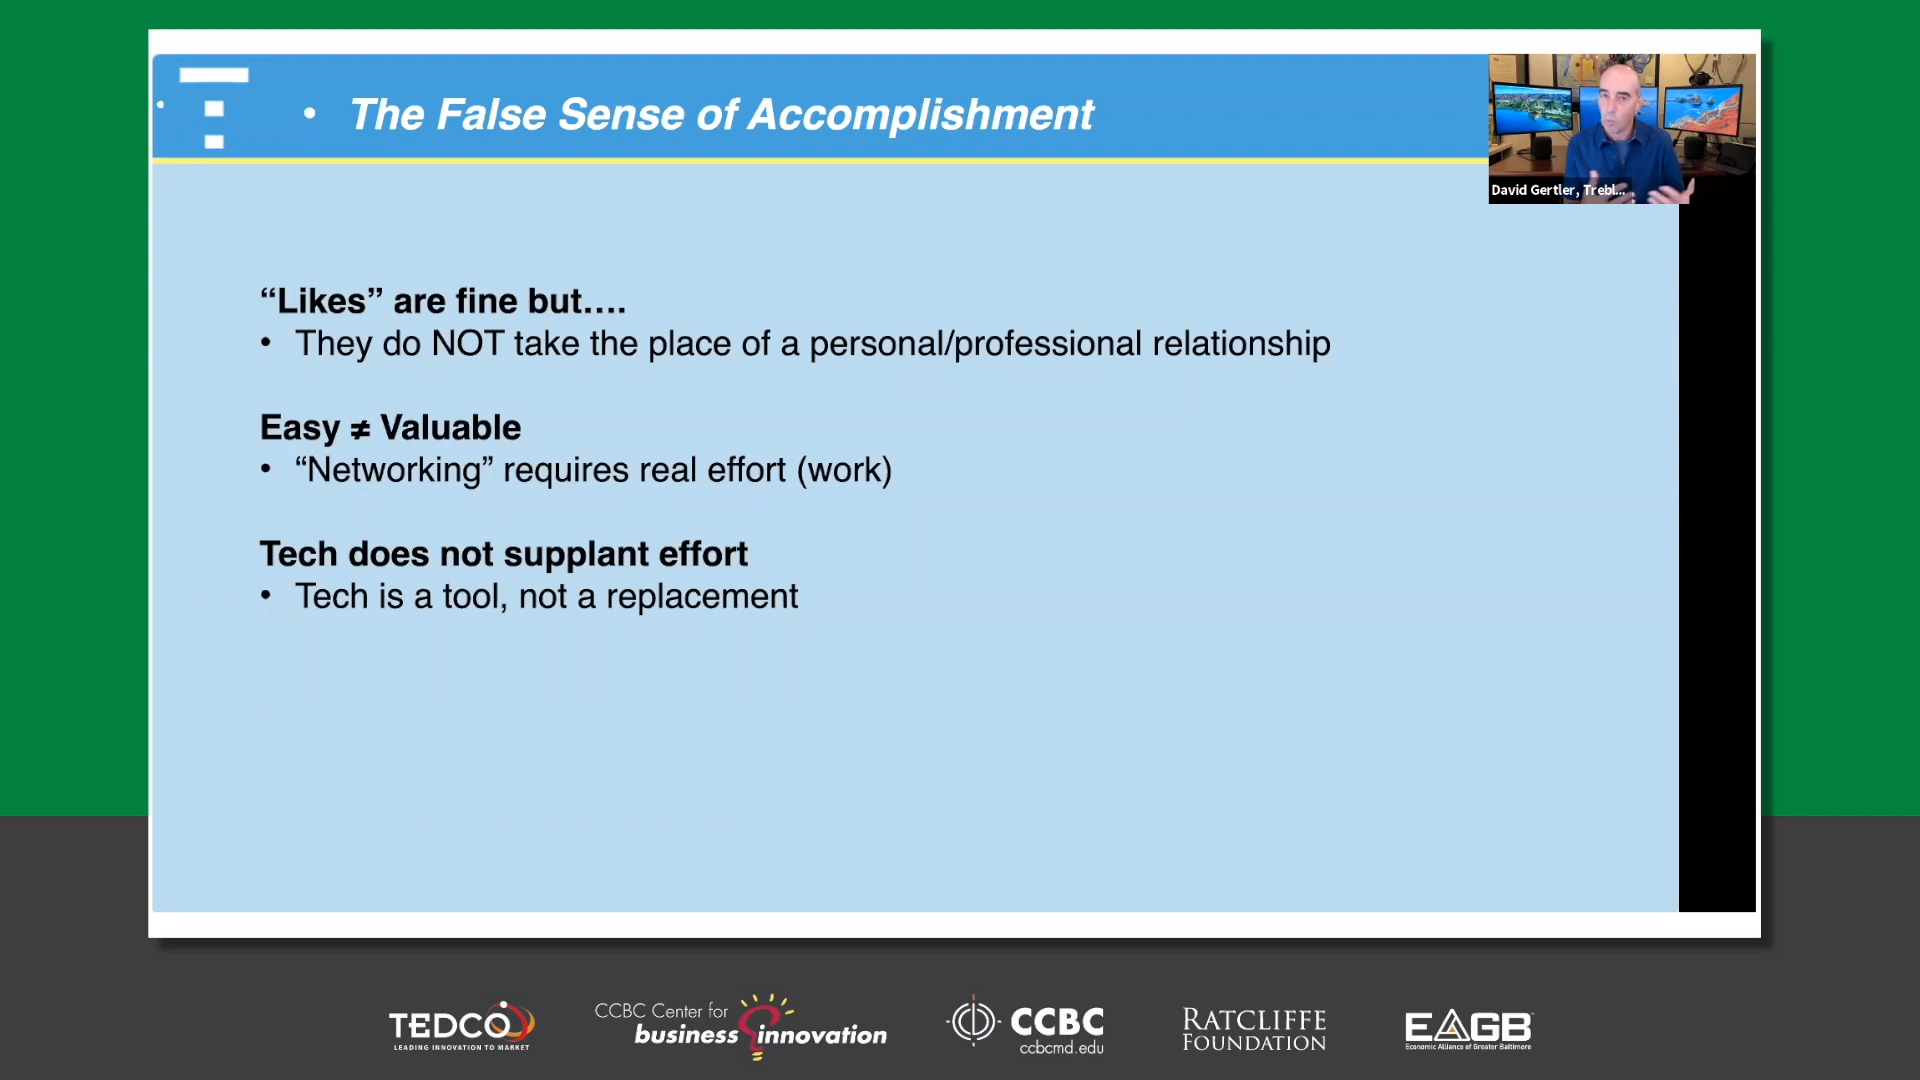 • The False Sense of Accomplishment
David Gertler, Trebl...
“Likes” are fine but....
• They do NOT take the place of a personal/professional relationship
Easy ≠ Valuable
• “Networking” requires real effort (work)
Tech does not supplant effort
• Tech is a tool, not a replacement
TEDCO
LEADING INNOVATION TO MARKET
CCBC Center for
business innovation
CCBC
ccbcmd.edu
RATCLIFFE
FOUNDATION
EAGB
Economic Alliance of Greater Baltimore